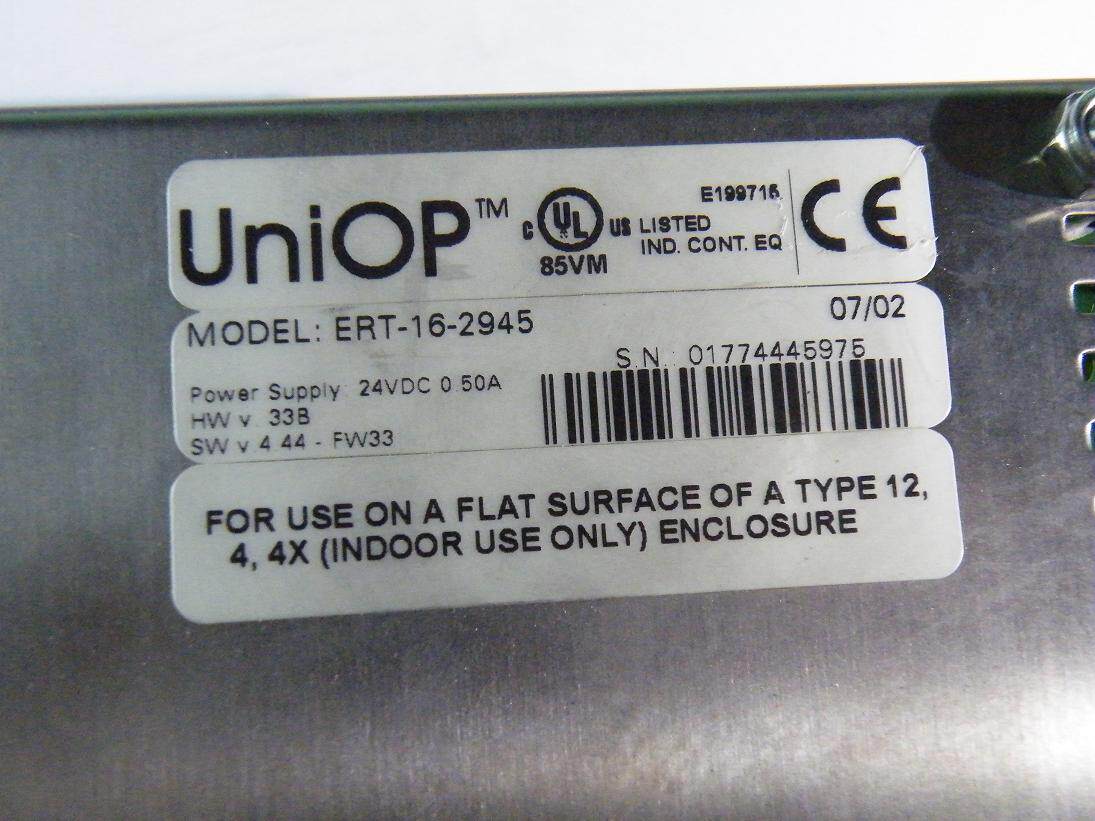 UniOP™
C UL US LISTED
E199715
IND. CONT. EQ
85VM
CE
MODEL: ERT-16-2945
07/02
S.N.: 01774445975
Power Supply: 24VDC 0.50A
HW v. 33B
SW v 4.44 - FW33
FOR USE ON A FLAT SURFACE OF A TYPE 12,
4, 4X (INDOOR USE ONLY) ENCLOSURE